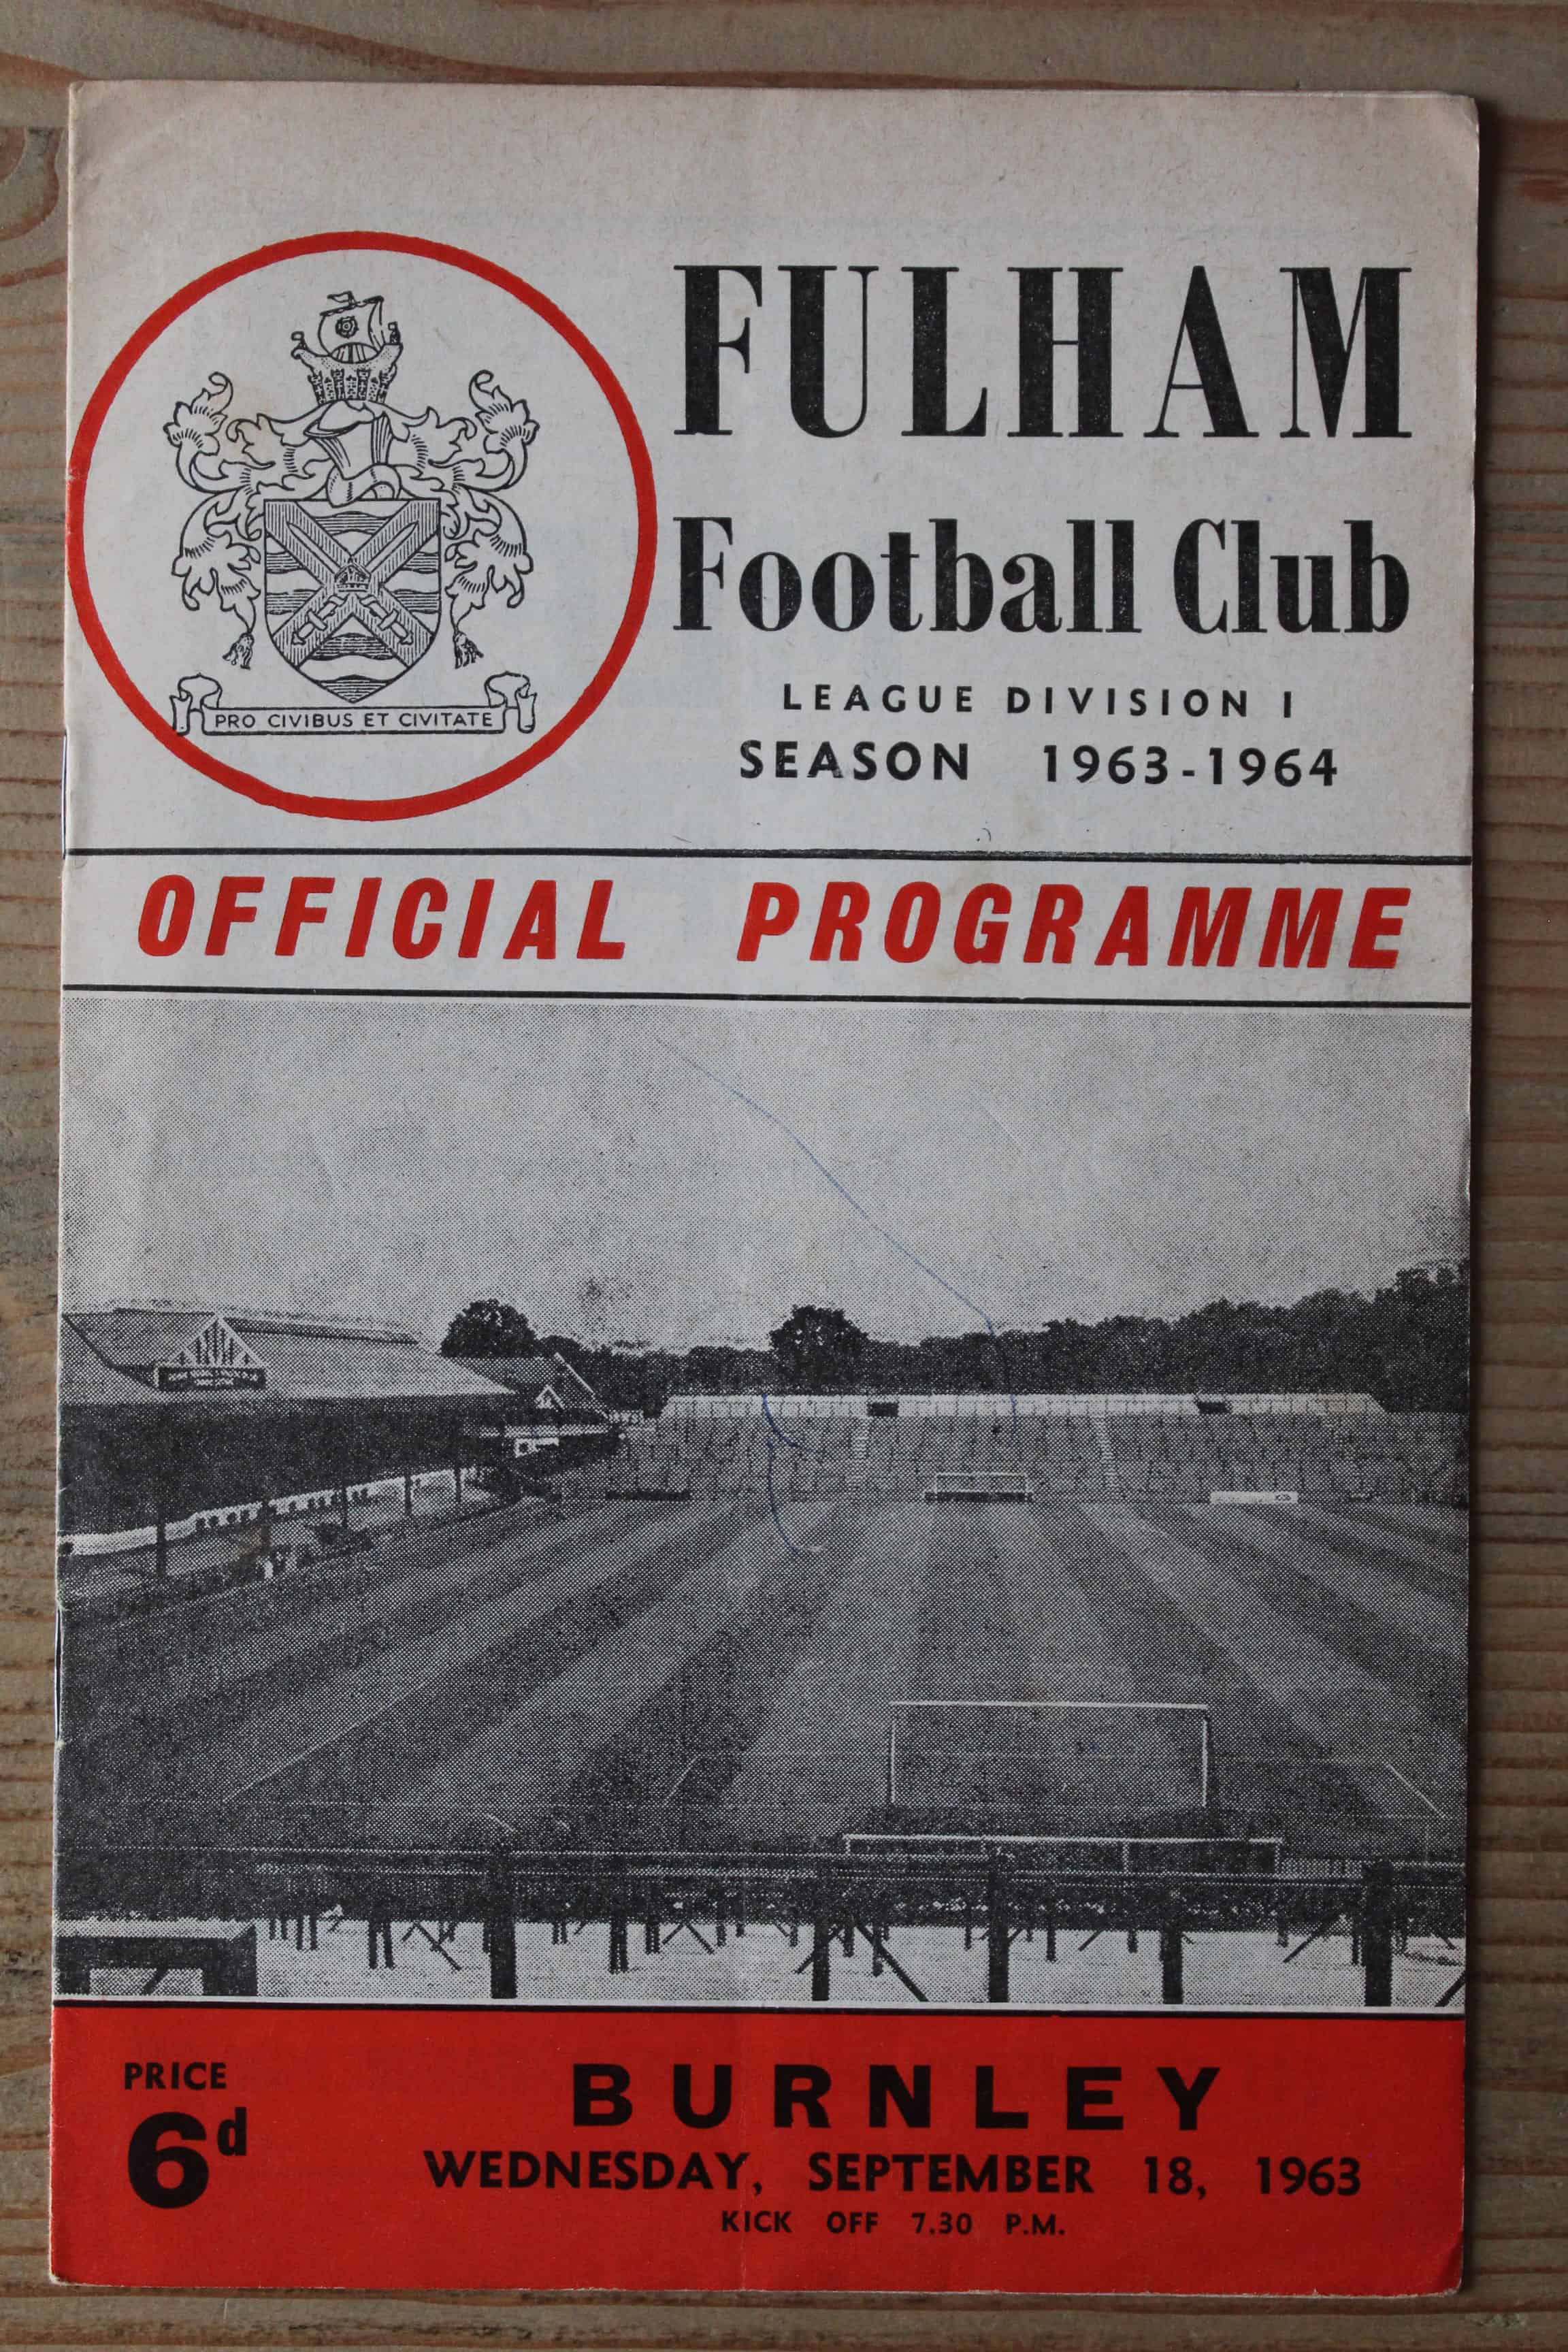 FULHAM
Football Club
LEAGUE DIVISION I
SEASON 1963-1964
PRO CIVIBUS ET CIVITATE
OFFICIAL PROGRAMME
PRICE
6d
BURNLEY
WEDNESDAY, SEPTEMBER 18, 1963
KICK OFF 7.30 P.M.